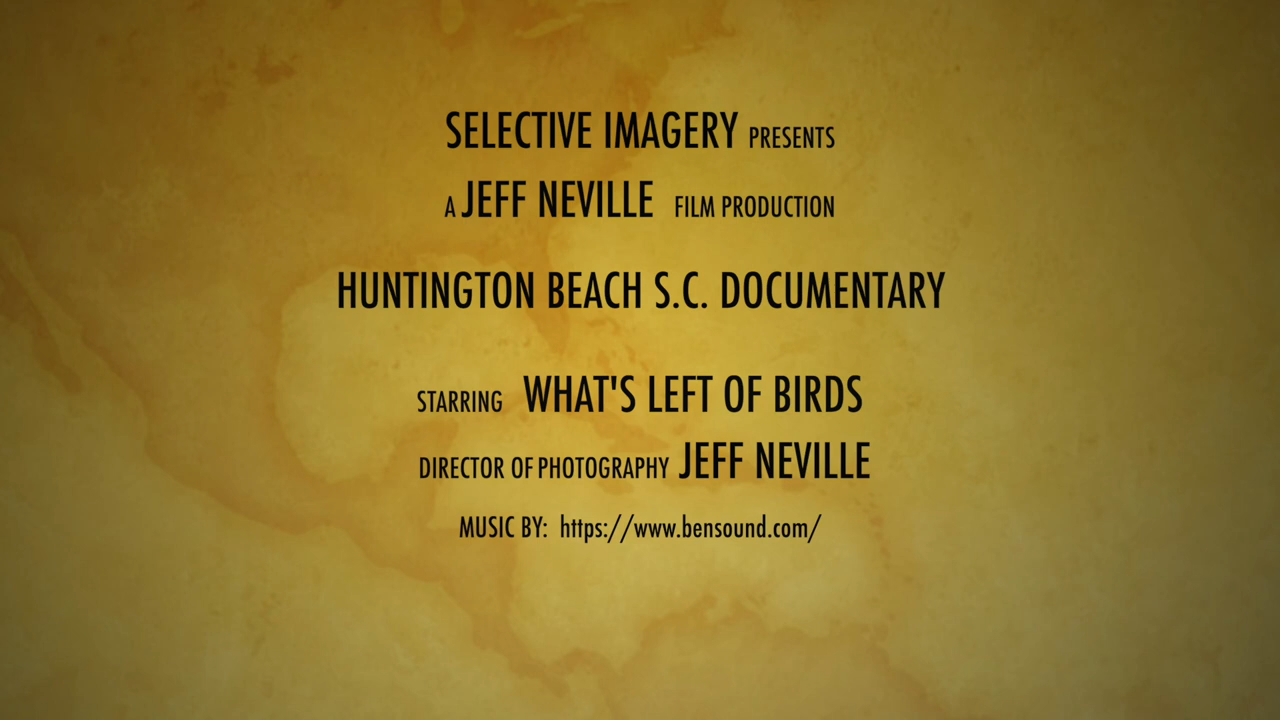 SELECTIVE IMAGERY PRESENTS
A JEFF NEVILLE FILM PRODUCTION
HUNTINGTON BEACH S.C. DOCUMENTARY
STARRING WHAT'S LEFT OF BIRDS
DIRECTOR OF PHOTOGRAPHY JEFF NEVILLE
MUSIC BY: https://www.bensound.com/